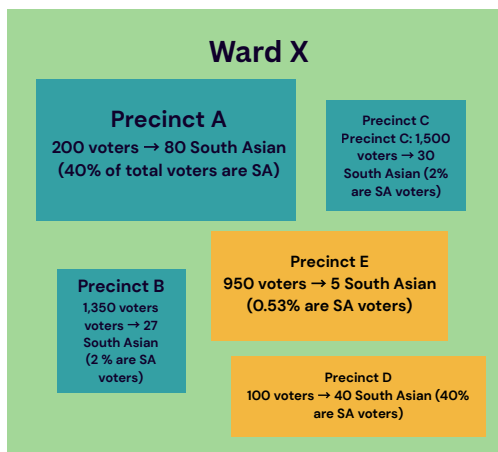 Ward X
Precinct A
200 voters → 80 South Asian
(40% of total voters are SA)
Precinct C
Precinct C: 1,500
voters → 30
South Asian (2%
are SA voters)
Precinct E
950 voters → 5 South Asian
(0.53% are SA voters)
Precinct B
1,350 voters
voters → 27
South Asian
(2 % are SA
voters)
Precinct D
100 voters → 40 South Asian (40%
are SA voters)